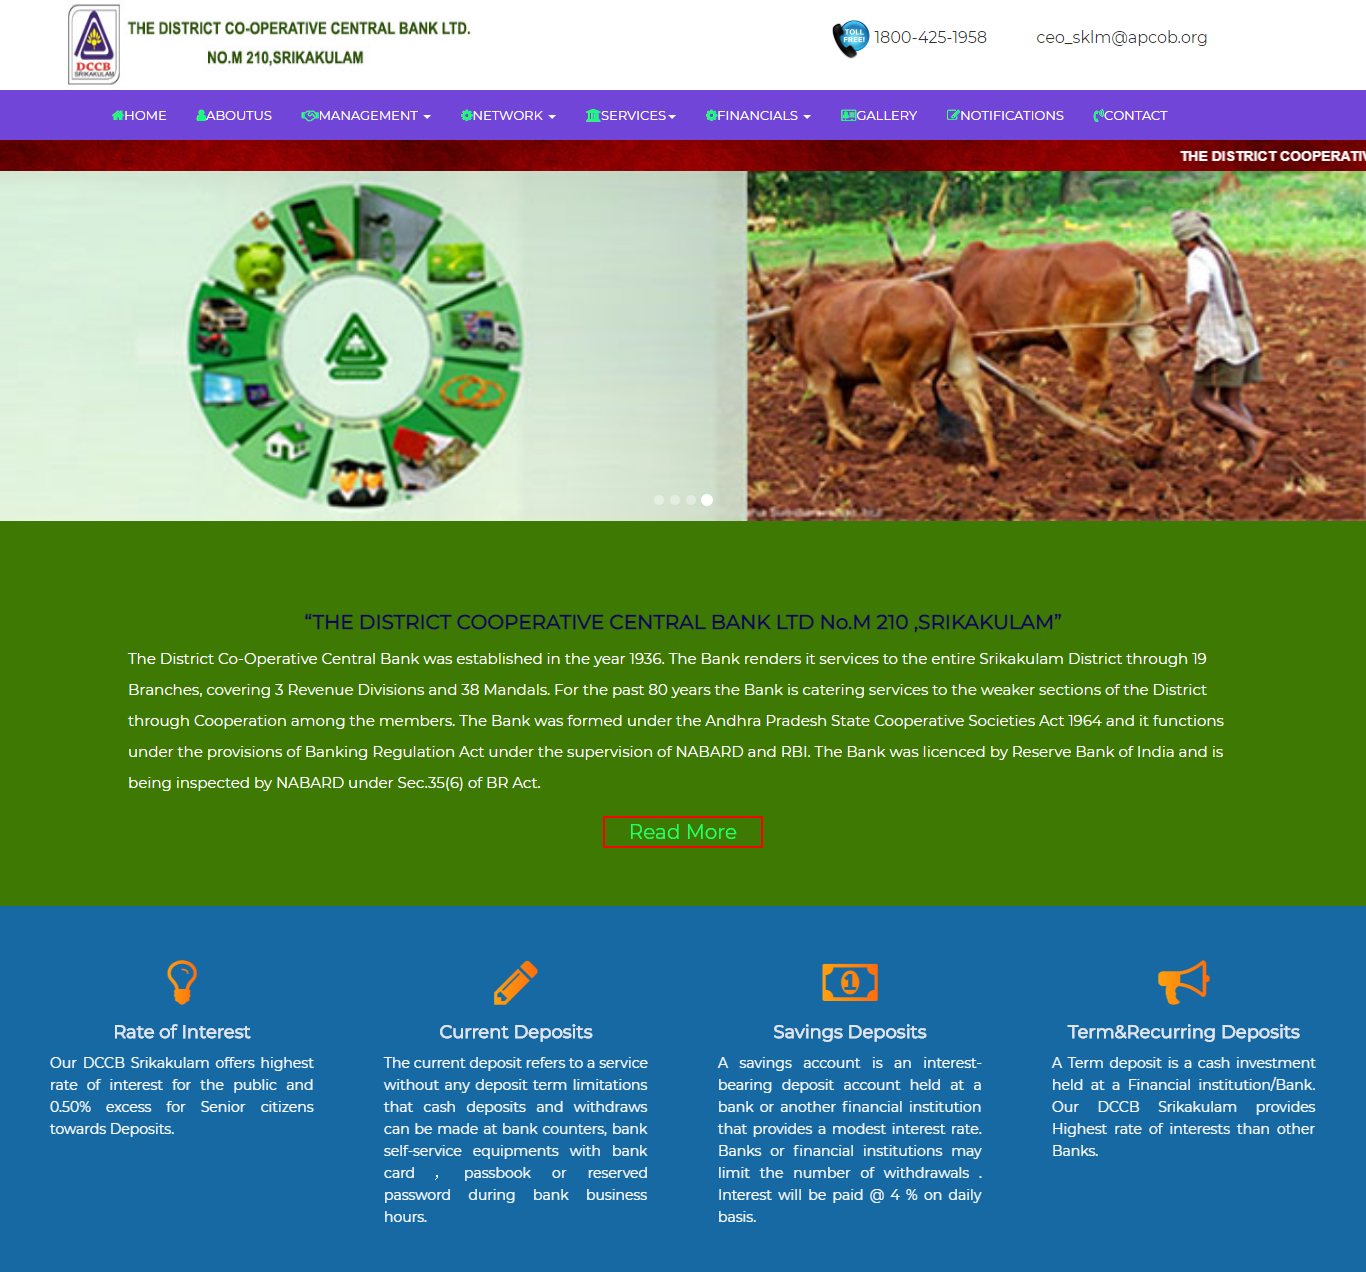 THE DISTRICT CO-OPERATIVE CENTRAL BANK LTD.
NO.M 210,SRIKAKULAM
DCCB
SRIKAKULAM
TOLL
FREE!
1800-425-1958
ceo_sklm@apcob.org
HOME ABOUTUS MANAGEMENT NETWORK SERVICES FINANCIALS GALLERY NOTIFICATIONS CONTACT
THE DISTRICT COOPERATIV
“THE DISTRICT COOPERATIVE CENTRAL BANK LTD No.M 210 ,SRIKAKULAM”
The District Co-Operative Central Bank was established in the year 1936. The Bank renders it services to the entire Srikakulam District through 19
Branches, covering 3 Revenue Divisions and 38 Mandals. For the past 80 years the Bank is catering services to the weaker sections of the District
through Cooperation among the members. The Bank was formed under the Andhra Pradesh State Cooperative Societies Act 1964 and it functions
under the provisions of Banking Regulation Act under the supervision of NABARD and RBI. The Bank was licenced by Reserve Bank of India and is
being inspected by NABARD under Sec.35(6) of BR Act.
Read More
Rate of Interest
Our DCCB Srikakulam offers highest
rate of interest for the public and
0.50% excess for Senior citizens
towards Deposits.
Current Deposits
The current deposit refers to a service
without any deposit term limitations
that cash deposits and withdraws
can be made at bank counters, bank
self-service equipments with bank
card ， passbook or reserved
password during bank business
hours.
1
Savings Deposits
A savings account is an interest-
bearing deposit account held at a
bank or another financial institution
that provides a modest interest rate.
Banks or financial institutions may
limit the number of withdrawals .
Interest will be paid @ 4 % on daily
basis.
Term&Recurring Deposits
A Term deposit is a cash investment
held at a Financial institution/Bank.
Our DCCB Srikakulam provides
Highest rate of interests than other
Banks.